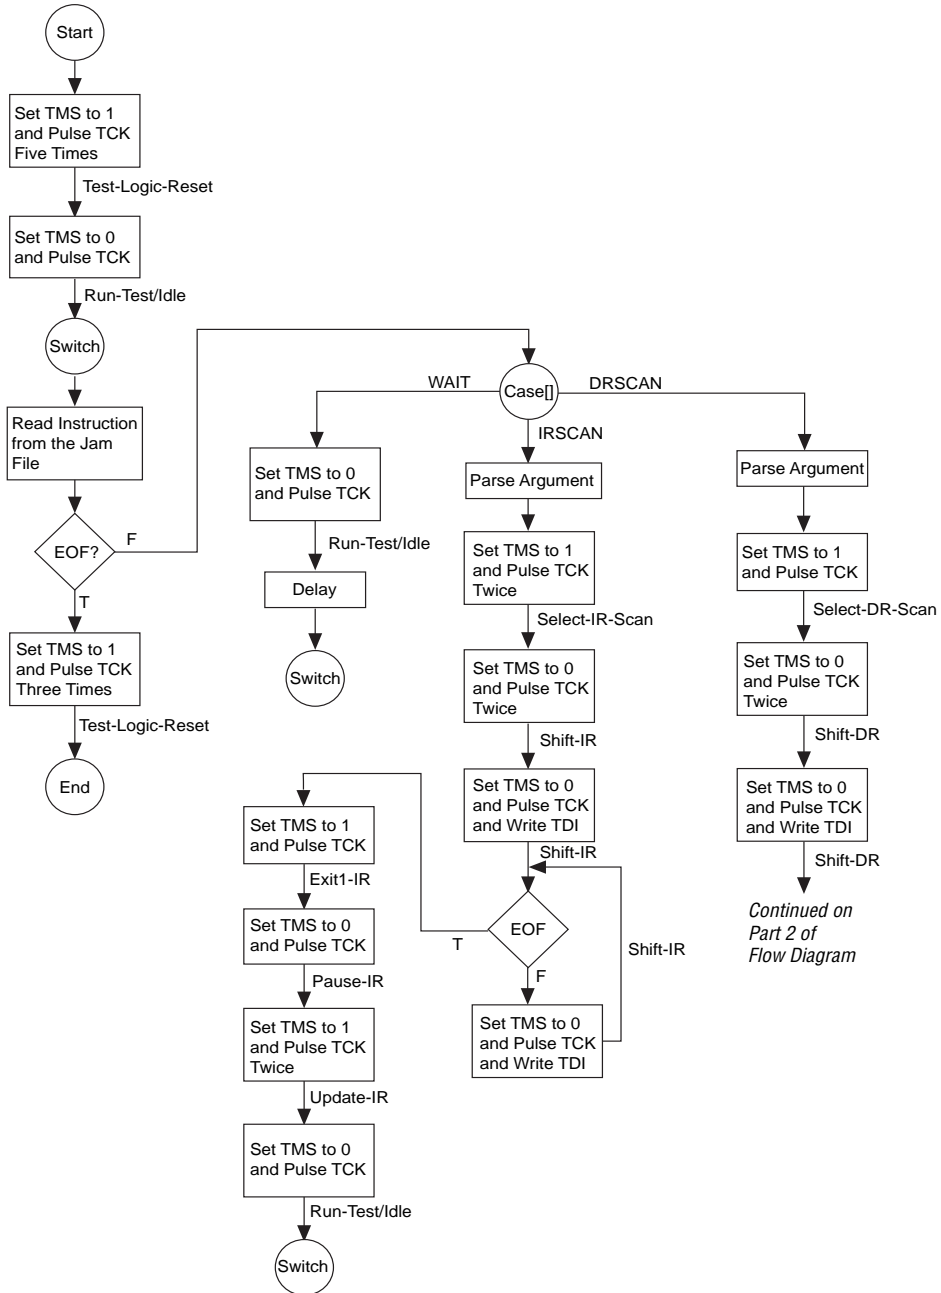 Start
Set TMS to 1
and Pulse TCK
Five Times
Test-Logic-Reset
Set TMS to 0
and Pulse TCK
Run-Test/Idle
Switch
Read Instruction
from the Jam
File
EOF?
F
T
Set TMS to 1
and Pulse TCK
Three Times
Test-Logic-Reset
End
Case[]
WAIT
Set TMS to 0
and Pulse TCK
Run-Test/Idle
Delay
Switch
IRSCAN
Parse Argument
Set TMS to 1
and Pulse TCK
Twice
Select-IR-Scan
Set TMS to 0
and Pulse TCK
Twice
Shift-IR
Set TMS to 0
and Pulse TCK
and Write TDI
Shift-IR
EOF
T
F
Set TMS to 0
and Pulse TCK
and Write TDI
Shift-IR
Set TMS to 1
and Pulse TCK
Exit1-IR
Set TMS to 0
and Pulse TCK
Pause-IR
Set TMS to 1
and Pulse TCK
Twice
Update-IR
Set TMS to 0
and Pulse TCK
Run-Test/Idle
Switch
DRSCAN
Parse Argument
Set TMS to 1
and Pulse TCK
Select-DR-Scan
Set TMS to 0
and Pulse TCK
Twice
Shift-DR
Set TMS to 0
and Pulse TCK
and Write TDI
Shift-DR
Continued on
Part 2 of
Flow Diagram